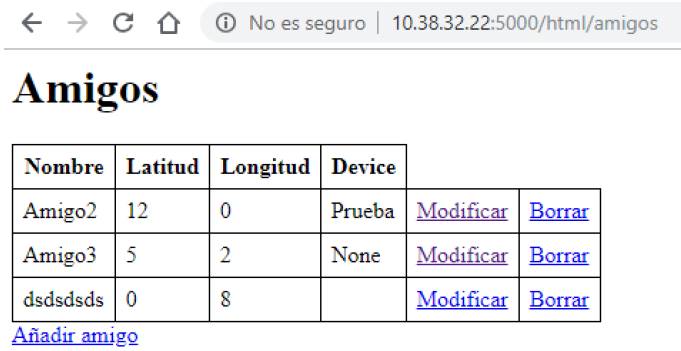 No es seguro | 10.38.32.22:5000/html/amigos
Amigos
Nombre Latitud Longitud Device
Amigo2 12 0 Prueba Modificar Borrar
Amigo3 5 2 None Modificar Borrar
dsdsdsds 0 8 Modificar Borrar
Añadir amigo